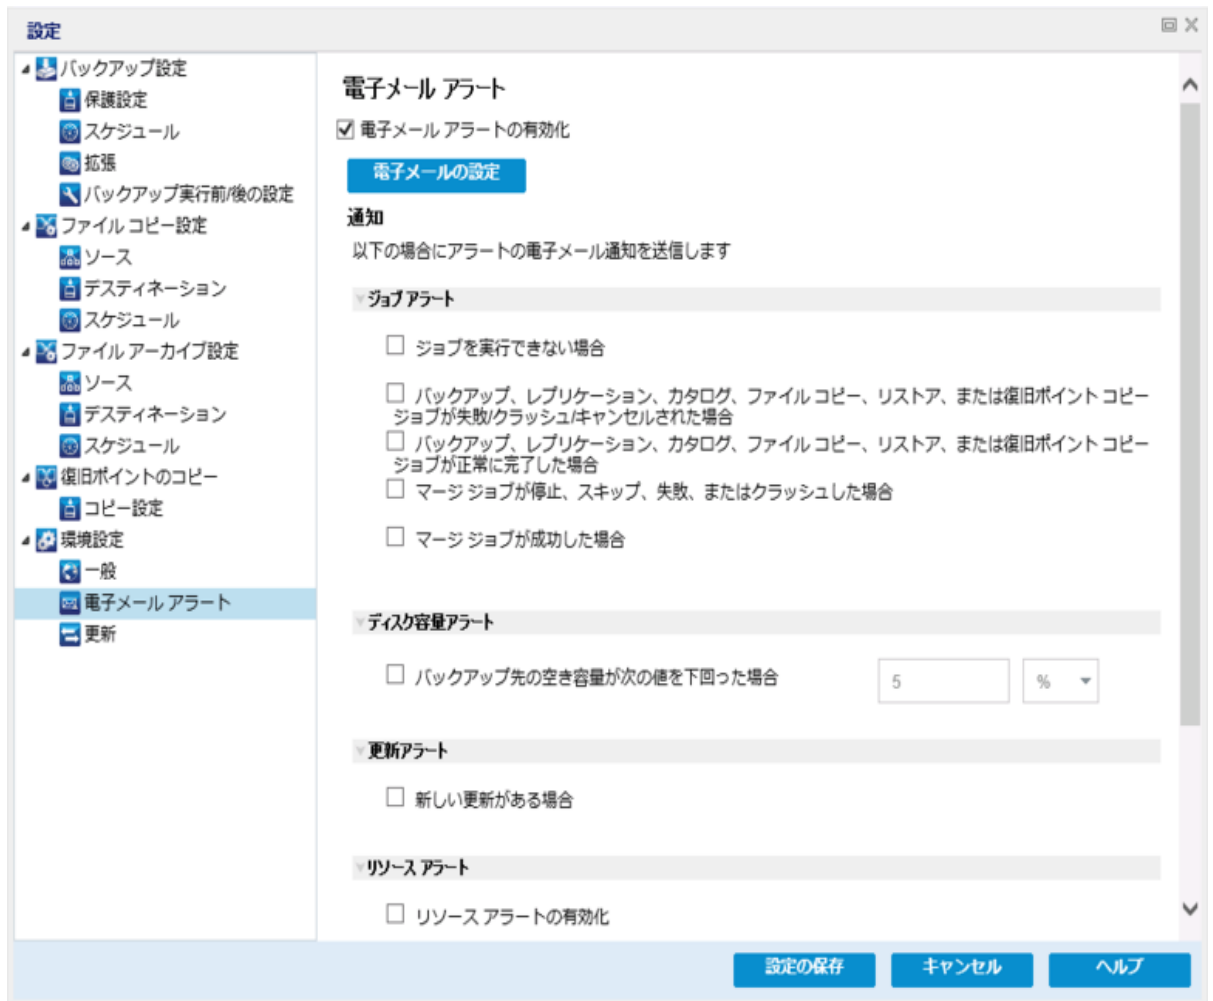 設定
バックアップ設定
保護設定
スケジュール
拡張
バックアップ実行前/後の設定
ファイル コピー設定
ソース
デスティネーション
スケジュール
ファイル アーカイブ設定
ソース
デスティネーション
スケジュール
復旧ポイントのコピー
コピー設定
環境設定
一般
電子メール アラート
更新
電子メール アラート
電子メール アラートの有効化
電子メールの設定
通知
以下の場合にアラートの電子メール通知を送信します
ジョブ アラート
ジョブを実行できない場合
バックアップ、レプリケーション、カタログ、ファイル コピー、リストア、または復旧ポイント コピー
ジョブが失敗/クラッシュ/キャンセルされた場合
バックアップ、レプリケーション、カタログ、ファイル コピー、リストア、または復旧ポイント コピー
ジョブが正常に完了した場合
マージ ジョブが停止、スキップ、失敗、またはクラッシュした場合
マージ ジョブが成功した場合
ディスク容量アラート
バックアップ先の空き容量が次の値を下回った場合 5 %
更新アラート
新しい更新がある場合
リソース アラート
リソース アラートの有効化
設定の保存 キャンセル ヘルプ